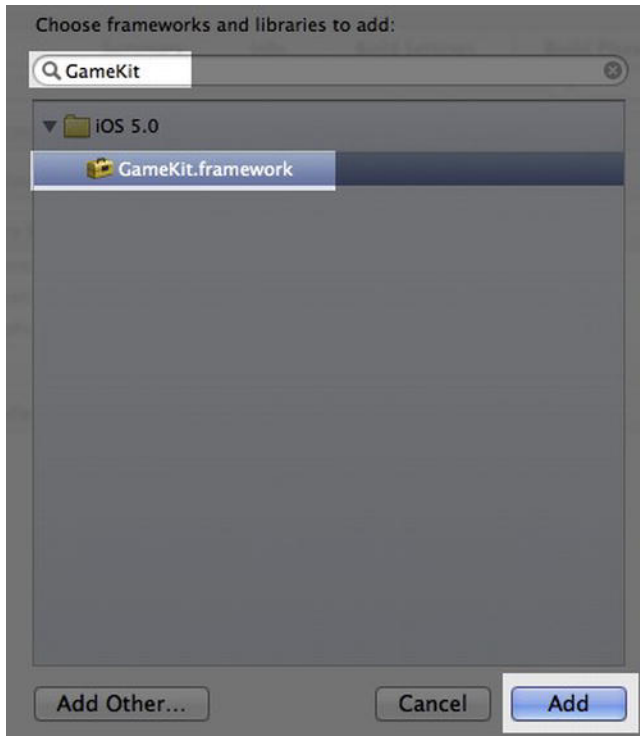 Choose frameworks and libraries to add:
GameKit
iOS 5.0
GameKit.framework
Add Other...
Cancel
Add